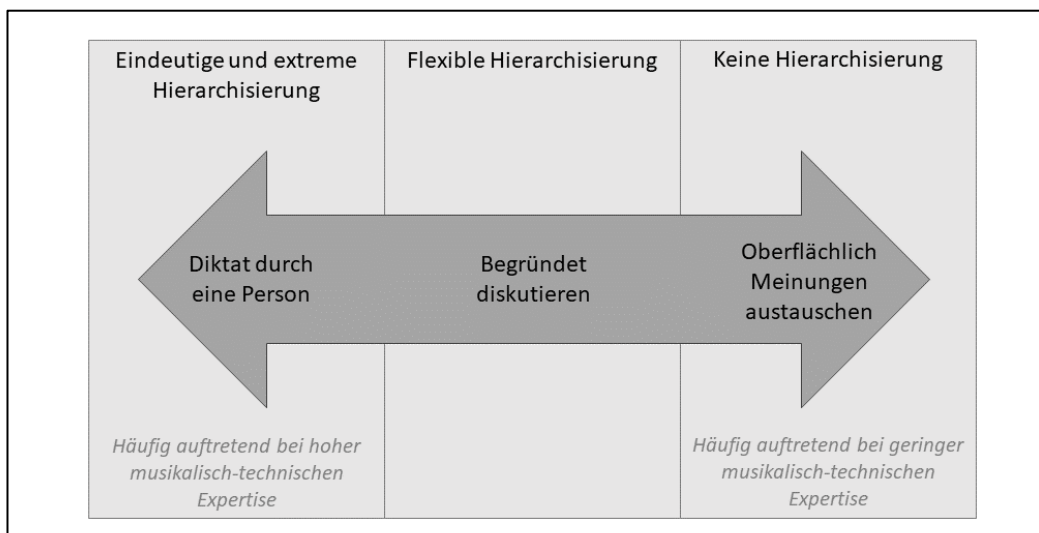 Eindeutige und extreme
Hierarchisierung
Flexible Hierarchisierung
Keine Hierarchisierung
Diktat durch
eine Person
Begründet
diskutieren
Oberflächlich
Meinungen
austauschen
Häufig auftretend bei hoher
musikalisch-technischen
Expertise
Häufig auftretend bei geringer
musikalisch-technischen
Expertise